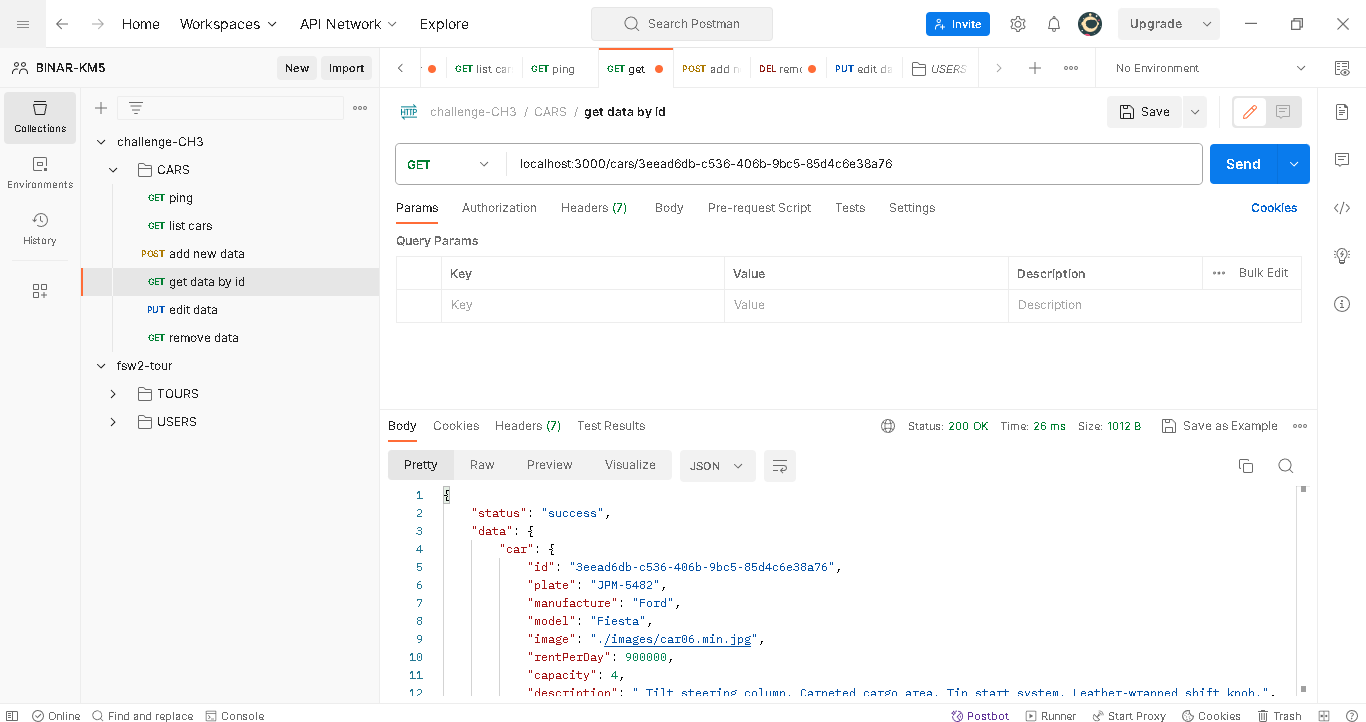 Home Workspaces API Network Explore Search Postman Invite Upgrade
BINAR-KM5 New Import GET list car GET ping GET get POST add n DEL remo PUT edit da USERS No Environment
Collections
Environments
History
challenge-CH3
CARS
GET ping
GET list cars
POST add new data
GET get data by id
PUT edit data
GET remove data
fsw2-tour
TOURS
USERS
HTTP challenge-CH3 / CARS / get data by id Save
GET localhost:3000/cars/3eead6db-c536-406b-9bc5-85d4c6e38a76 Send
Params Authorization Headers (7) Body Pre-request Script Tests Settings Cookies
Query Params
Key Value Description Bulk Edit
Key Value Description
Body Cookies Headers (7) Test Results Status: 200 OK Time: 26 ms Size: 1012 B Save as Example
Pretty Raw Preview Visualize JSON
1 {
2 "status": "success",
3 "data": {
4 "car": {
5 "id": "3eead6db-c536-406b-9bc5-85d4c6e38a76",
6 "plate": "JPM-5482",
7 "manufacture": "Ford",
8 "model": "Fiesta",
9 "image": "./images/car06.min.jpg",
10 "rentPerDay": 900000,
11 "capacity": 4,
12 "description": " Tilt steering column. Carpeted cargo area. Tip start system. Leather-wrapped shift knob.",
Online Find and replace Console Postbot Runner Start Proxy Cookies Trash